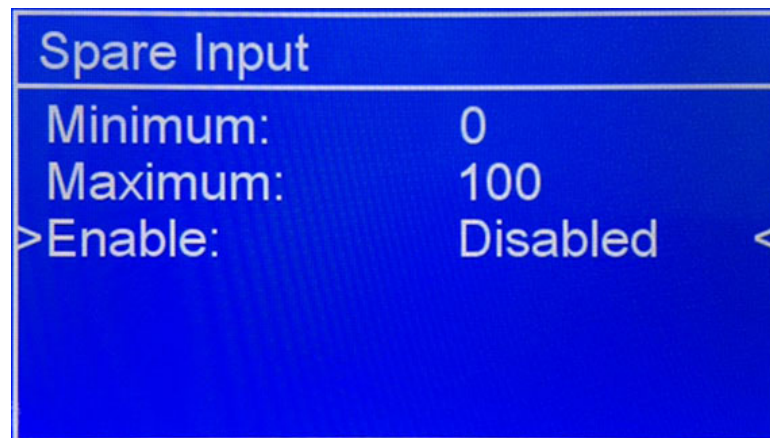 Spare Input
Minimum: 0
Maximum: 100
>Enable: Disabled <